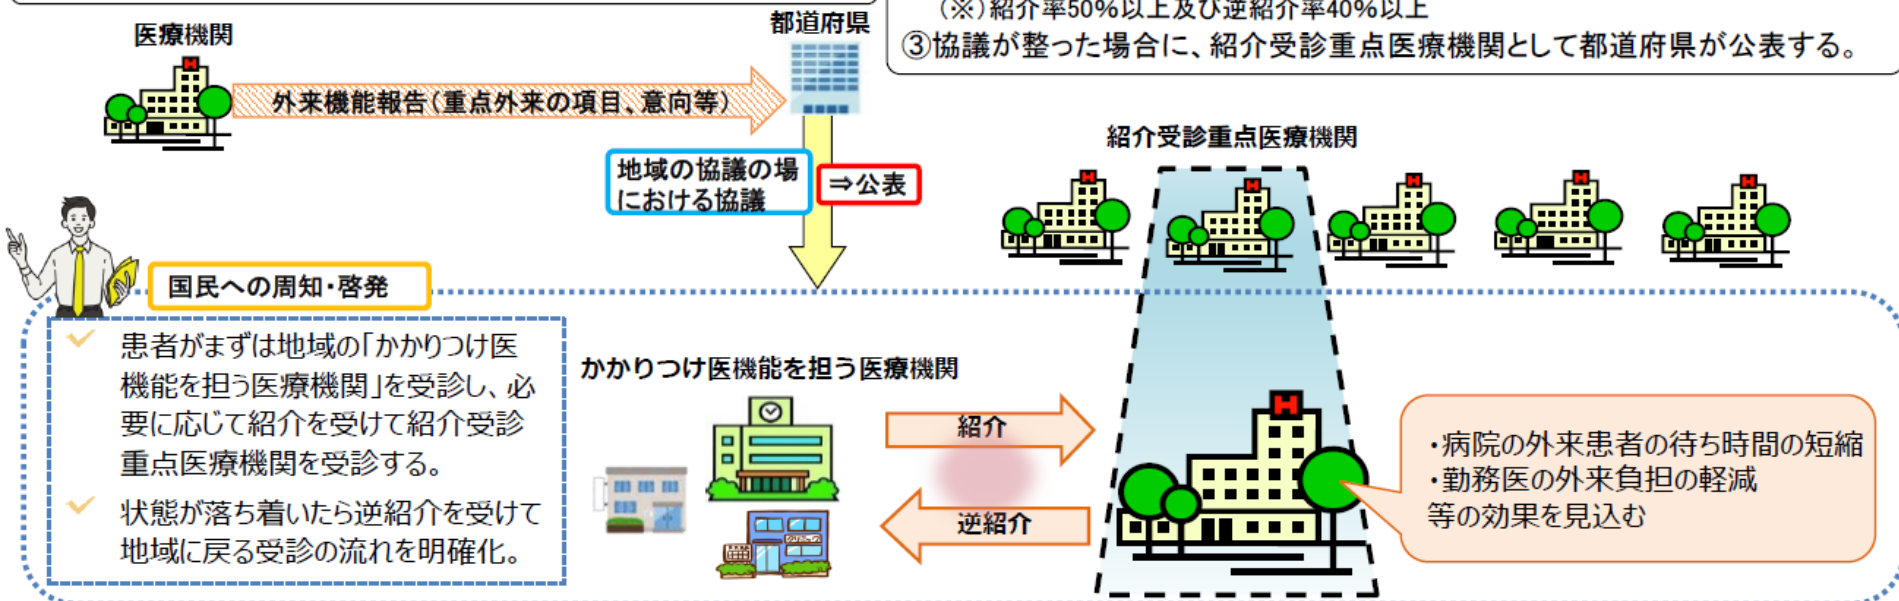 (※)紹介率50%以上及び逆紹介率40%以上
③協議が整った場合に、紹介受診重点医療機関として都道府県が公表する。
医療機関
都道府県
外来機能報告(重点外来の項目、意向等)
地域の協議の場
における協議
⇒公表
紹介受診重点医療機関
国民への周知・啓発
患者がまずは地域の「かかりつけ医
機能を担う医療機関」を受診し、必
要に応じて紹介を受けて紹介受診
重点医療機関を受診する。
状態が落ち着いたら逆紹介を受けて
地域に戻る受診の流れを明確化。
かかりつけ医機能を担う医療機関
紹介
逆紹介
・病院の外来患者の待ち時間の短縮
・勤務医の外来負担の軽減
等の効果を見込む